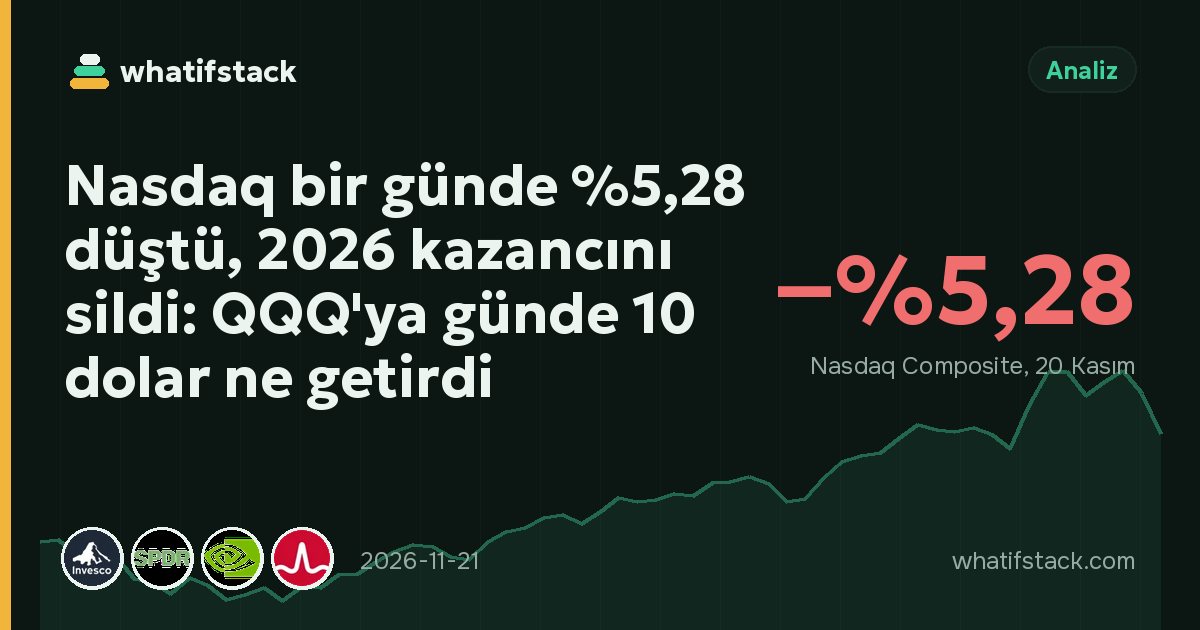 whatifstack
Analiz
Nasdaq bir günde %5,28
düştü, 2026 kazancını
sildi: QQQ'ya günde 10
dolar ne getirdi
–%5,28
Nasdaq Composite, 20 Kasım
Invesco
SPDR
2026-11-21
whatifstack.com